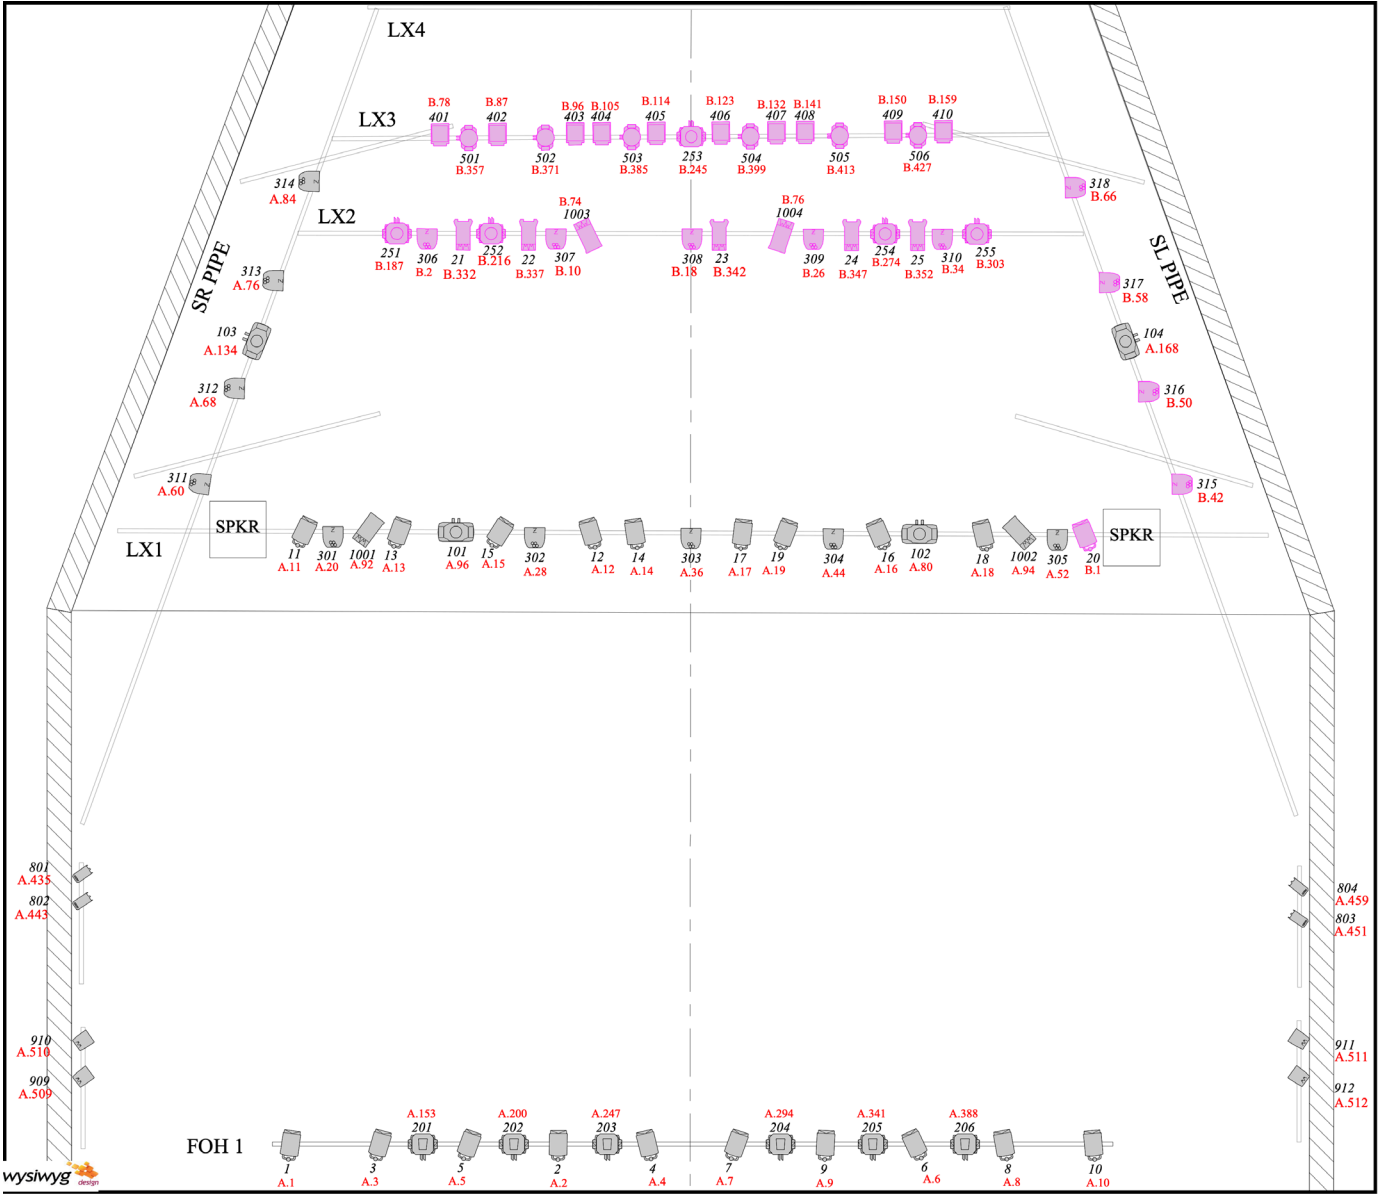 LX4
B.78 B.87 B.96 B.105 B.114 B.123 B.132 B.141 B.150 B.159
LX3 401 402 403 404 405 406 407 408 409 410
501 502 503 253 504 505 506
B.357 B.371 B.385 B.245 B.399 B.413 B.427
314 318
A.84 B.66
B.74 B.76
LX2 1003 1004
251 306 21 252 22 307 308 23 309 24 254 25 310 255
B.187 B.2 B.332 B.216 B.337 B.10 B.18 B.342 B.26 B.347 B.274 B.352 B.34 B.303
SR PIPE
SL PIPE
313 317
A.76 B.58
103 104
A.134 A.168
312 316
A.68 B.50
311 315
A.60 B.42
SPKR SPKR
LX1 11 301 1001 13 101 15 302 12 14 303 17 19 304 16 102 18 1002 305 20
A.11 A.20 A.92 A.13 A.96 A.15 A.28 A.12 A.14 A.36 A.17 A.19 A.44 A.16 A.80 A.18 A.94 A.52 B.1
801
A.435
804
802
A.459
A.443
803
A.451
910 911
A.510 A.511
909 912
A.509 A.512
A.153 A.200 A.247 A.294 A.341 A.388
201 202 203 204 205 206
FOH 1
1 3 5 2 4 7 9 6 8 10
A.1 A.3 A.5 A.2 A.4 A.7 A.9 A.6 A.8 A.10
wysiwyg
design